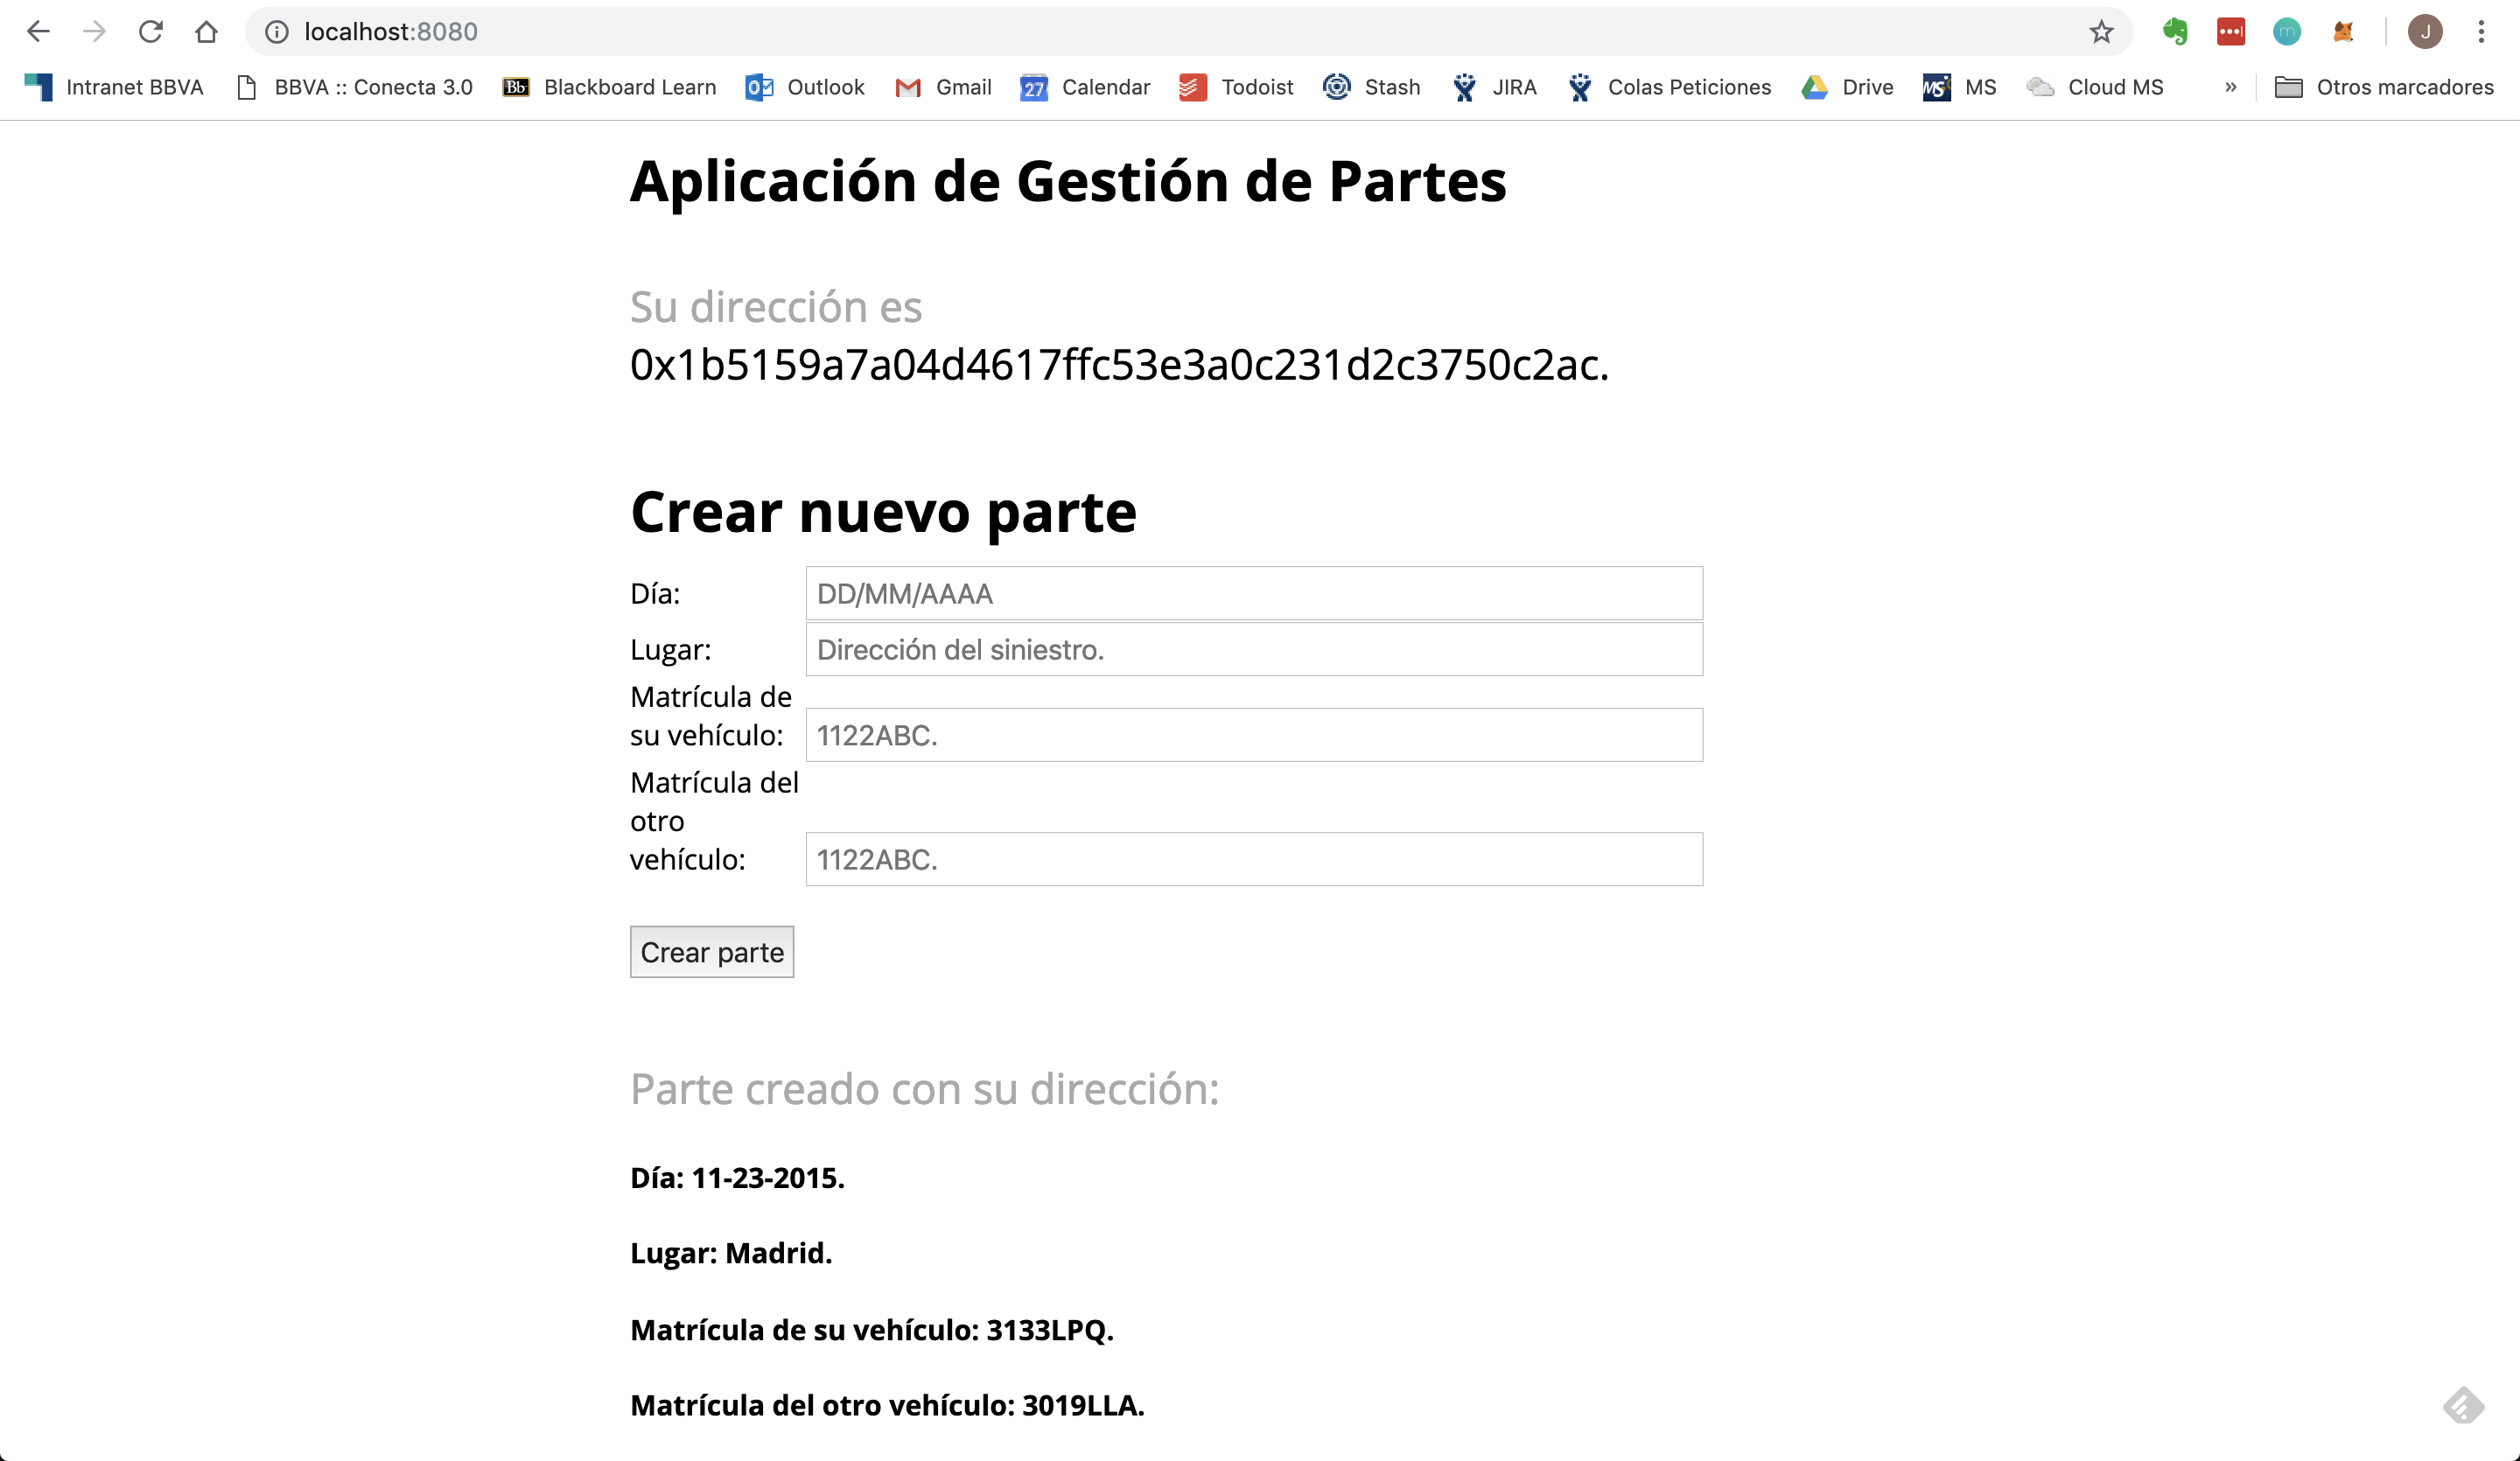 localhost:8080
J
Intranet BBVA
BBVA :: Conecta 3.0
Bb
Blackboard Learn
Outlook
Gmail
27
Calendar
Todoist
Stash
JIRA
Colas Peticiones
Drive
MS
MS
Cloud MS
»
Otros marcadores
Aplicación de Gestión de Partes
Su dirección es
0x1b5159a7a04d4617ffc53e3a0c231d2c3750c2ac.
Crear nuevo parte
Día:
DD/MM/AAAA
Lugar:
Dirección del siniestro.
Matrícula de
su vehículo:
1122ABC.
Matrícula del
otro
vehículo:
1122ABC.
Crear parte
Parte creado con su dirección:
Día: 11-23-2015.
Lugar: Madrid.
Matrícula de su vehículo: 3133LPQ.
Matrícula del otro vehículo: 3019LLA.